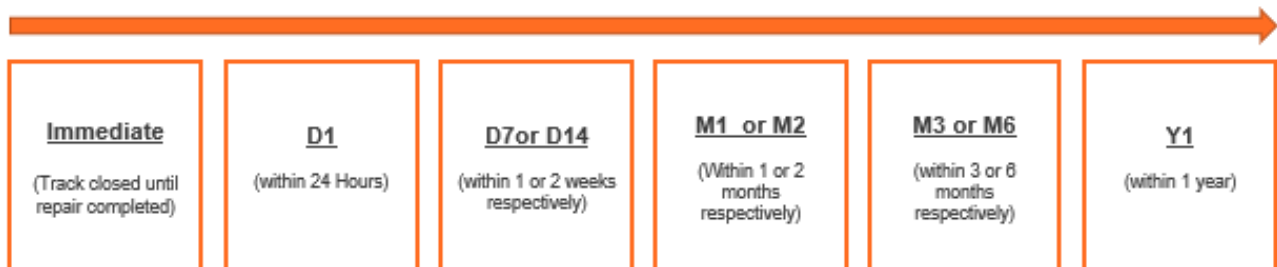 Immediate
(Track closed until
repair completed)
D1
(within 24 Hours)
D7or D14
(within 1 or 2 weeks
respectively)
M1 or M2
(Within 1 or 2
months
respectively)
M3 or M6
(within 3 or 6
months
respectively)
Y1
(within 1 year)